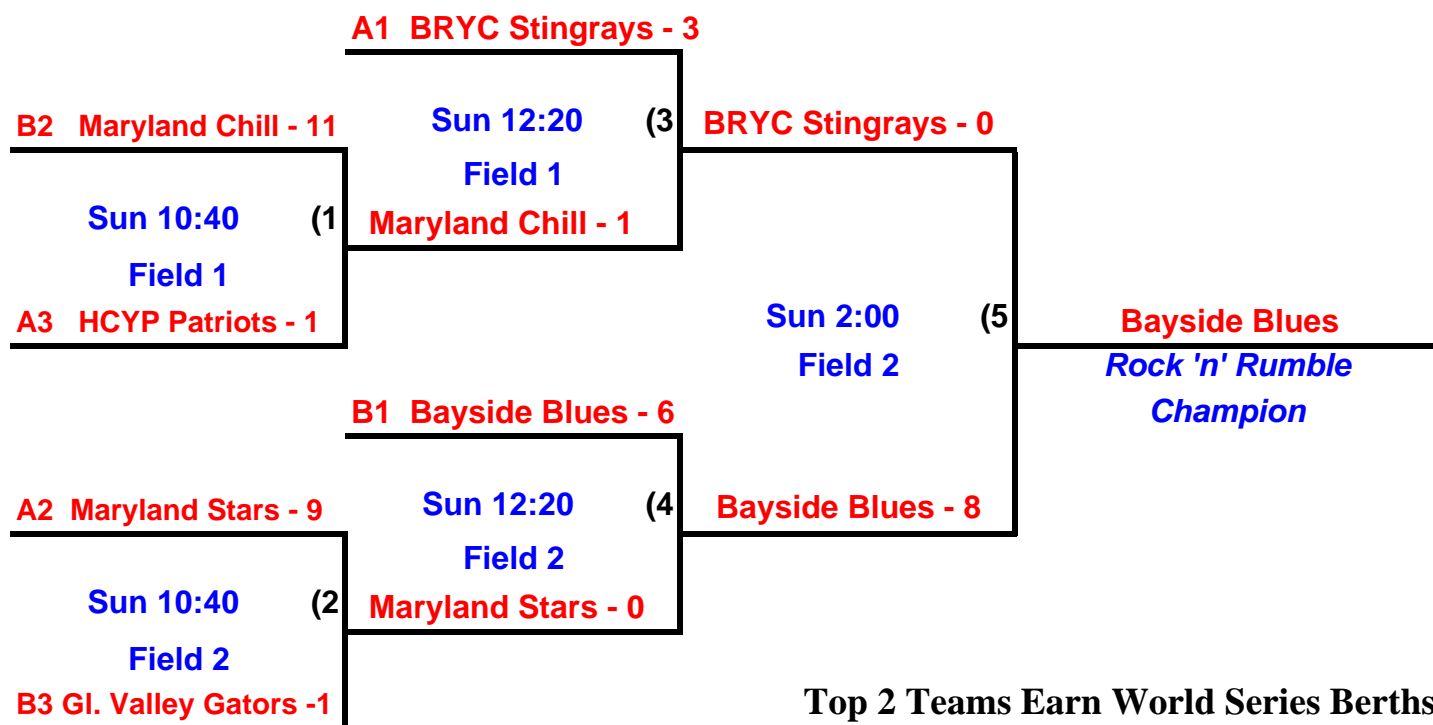 A1 BRYC Stingrays - 3
B2 Maryland Chill - 11
Sun 12:20 (3
BRYC Stingrays - 0
Field 1
Sun 10:40 (1
Maryland Chill - 1
Field 1
A3 HCYP Patriots - 1
Sun 2:00 (5
Bayside Blues
Field 2
Rock 'n' Rumble
Champion
B1 Bayside Blues - 6
A2 Maryland Stars - 9
Sun 12:20 (4
Bayside Blues - 8
Field 2
Sun 10:40 (2
Maryland Stars - 0
Field 2
B3 Gl. Valley Gators -1
Top 2 Teams Earn World Series Berths